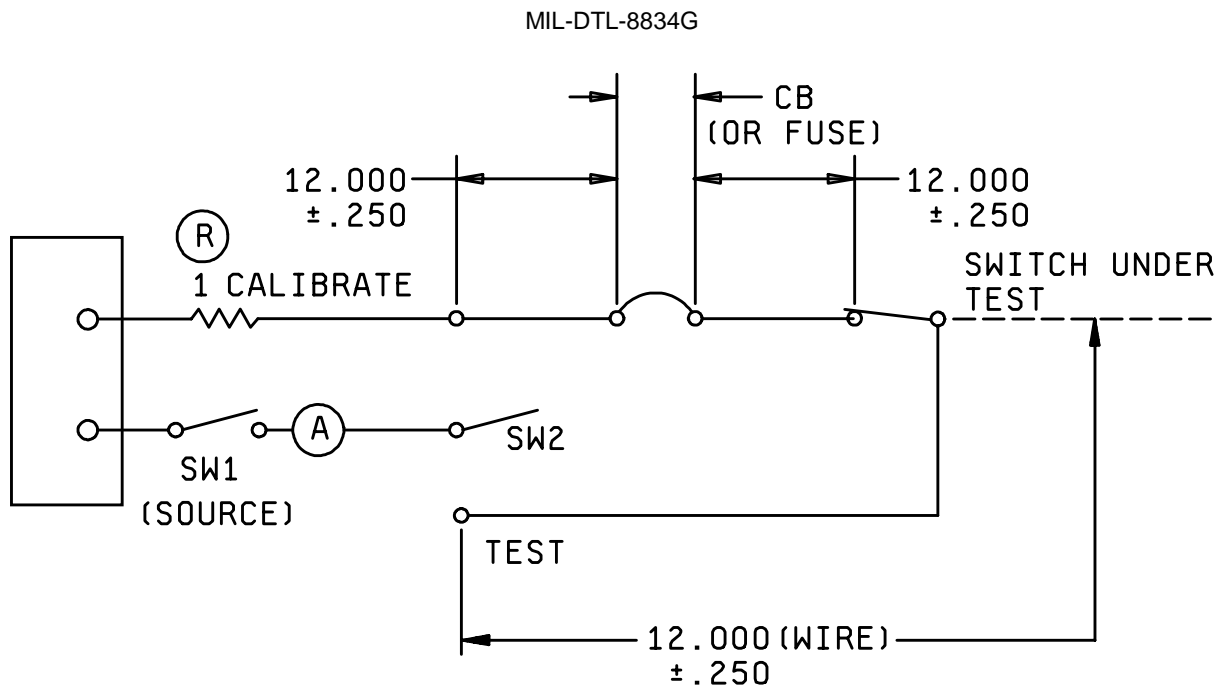 MIL-DTL-8834G
CB
(OR FUSE)
12.000
±.250
12.000
±.250
R
1 CALIBRATE
SWITCH UNDER
TEST
A
SW2
SW1
(SOURCE)
TEST
12.000(WIRE)
±.250